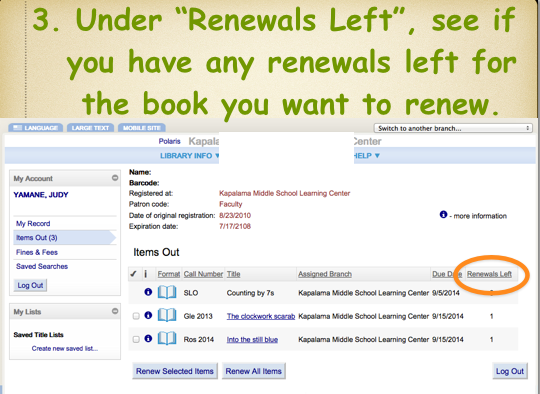 3. Under “Renewals Left”, see if
you have any renewals left for
the book you want to renew.
LANGUAGE LARGE TEXT MOBILE SITE Switch to another branch...
Polaris Kapala Center
LIBRARY INFO ▼ HELP ▼
My Account
YAMANE, JUDY
My Record
Items Out (3)
Fines & Fees
Saved Searches
Log Out
My Lists
Saved Title Lists
Create new saved list...
Name:
Barcode:
Registered at: Kapalama Middle School Learning Center
Patron code: Faculty
Date of original registration: 8/23/2010
Expiration date: 7/17/2108
- more information
Items Out
✓ i Format Call Number Title Assigned Branch Due Date Renewals Left
SLO Counting by 7s Kapalama Middle School Learning Center 9/5/2014
Gle 2013 The clockwork scarab Kapalama Middle School Learning Center 9/15/2014 1
Ros 2014 Into the still blue Kapalama Middle School Learning Center 9/15/2014 1
Renew Selected Items Renew All Items Log Out